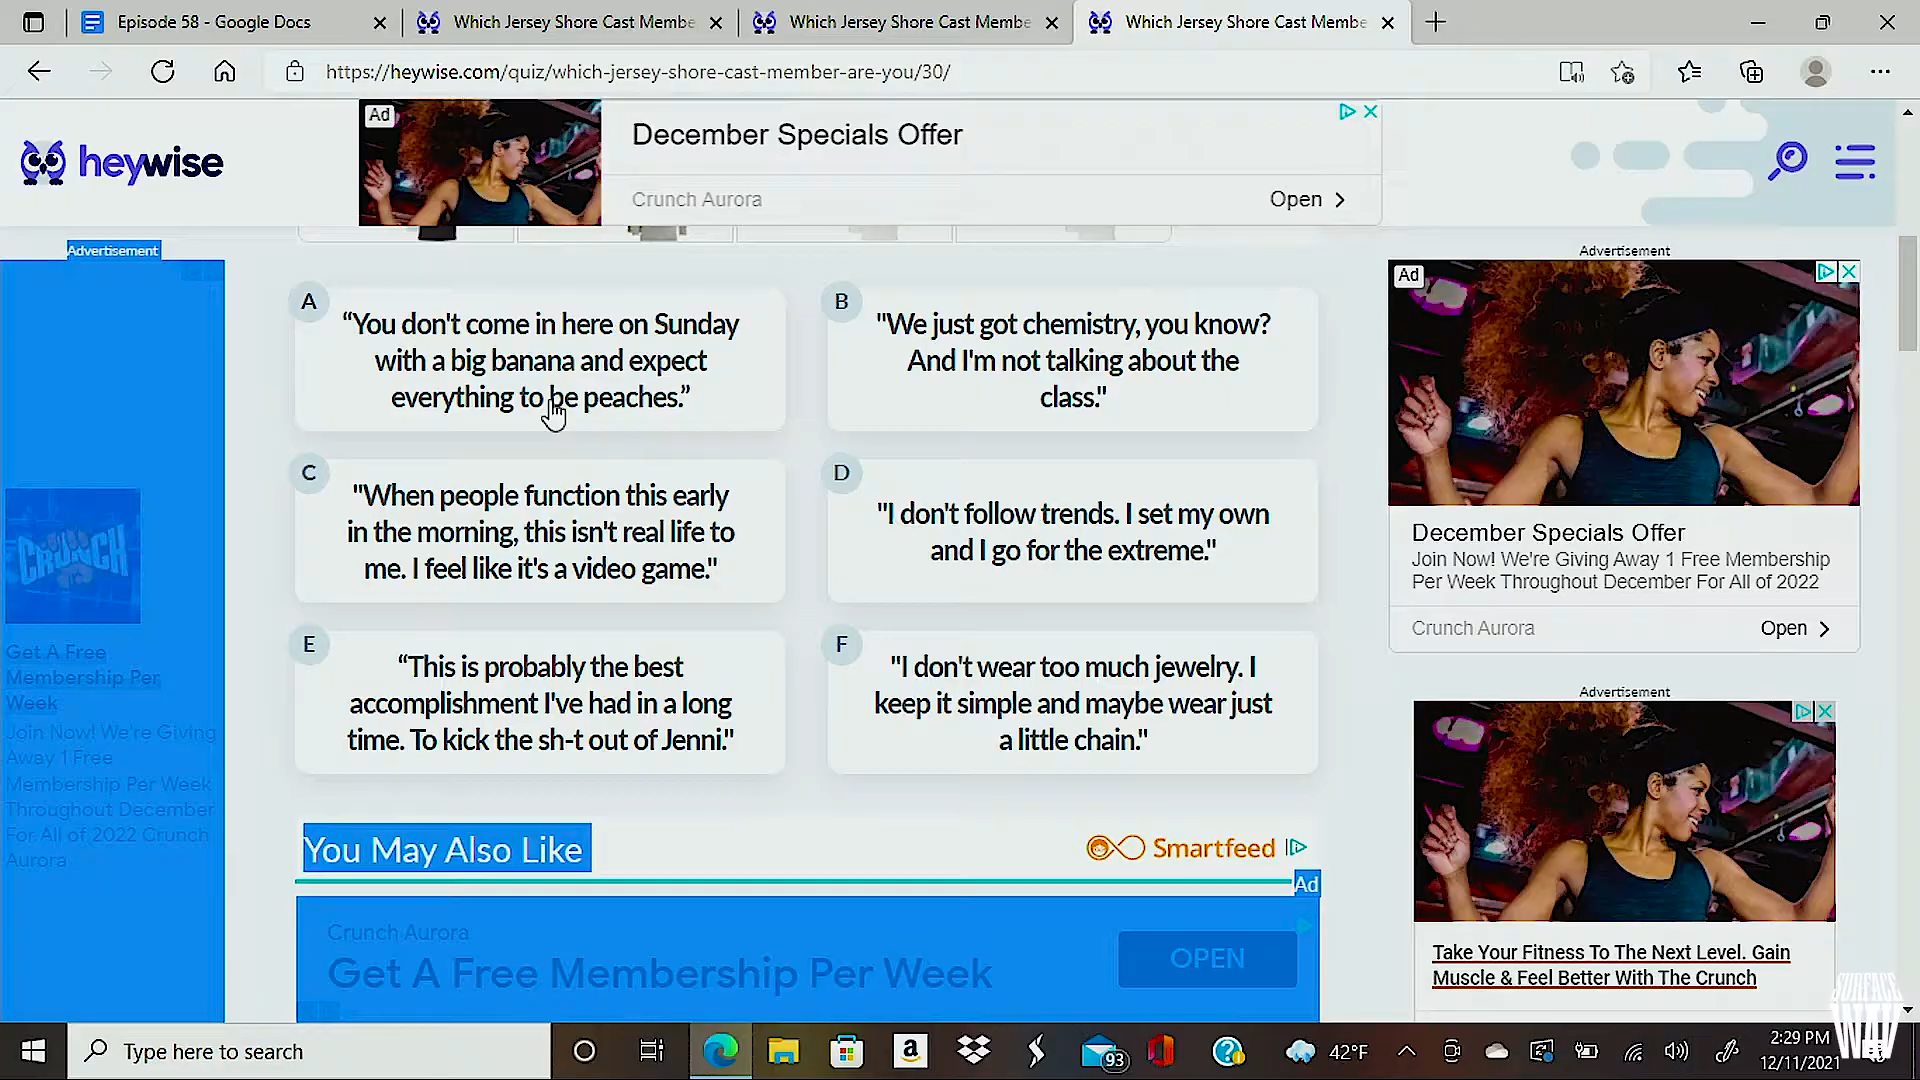 Episode 58 - Google Docs
Which Jersey Shore Cast Membe
Which Jersey Shore Cast Membe
Which Jersey Shore Cast Membe
https://heywise.com/quiz/which-jersey-shore-cast-member-are-you/30/
heywise
Ad
December Specials Offer
Crunch Aurora
Open
Advertisement
CRUNCH
Get A Free
Membership Per
Week
Join Now! We're Giving
Away 1 Free
Membership Per Week
Throughout December
For All of 2022 Crunch
Aurora
A
“You don't come in here on Sunday
with a big banana and expect
everything to be peaches.”
B
"We just got chemistry, you know?
And I'm not talking about the
class."
C
"When people function this early
in the morning, this isn't real life to
me. I feel like it's a video game."
D
"I don't follow trends. I set my own
and I go for the extreme."
E
“This is probably the best
accomplishment I've had in a long
time. To kick the sh-t out of Jenni."
F
"I don't wear too much jewelry. I
keep it simple and maybe wear just
a little chain."
You May Also Like
Smartfeed
Ad
Crunch Aurora
Get A Free Membership Per Week
OPEN
Advertisement
Ad
December Specials Offer
Join Now! We're Giving Away 1 Free Membership
Per Week Throughout December For All of 2022
Crunch Aurora
Open
Advertisement
Take Your Fitness To The Next Level. Gain
Muscle & Feel Better With The Crunch
SURFACE
WAV
Type here to search
a
93
42°F
2:29 PM
12/11/2021